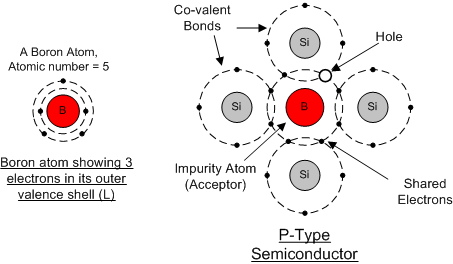 A Boron Atom,
Atomic number = 5
B
Boron atom showing 3
electrons in its outer
valence shell (L)
Co-valent
Bonds
Si
Hole
Si
B
Si
Impurity Atom
(Acceptor)
Si
Shared
Electrons
P-Type
Semiconductor